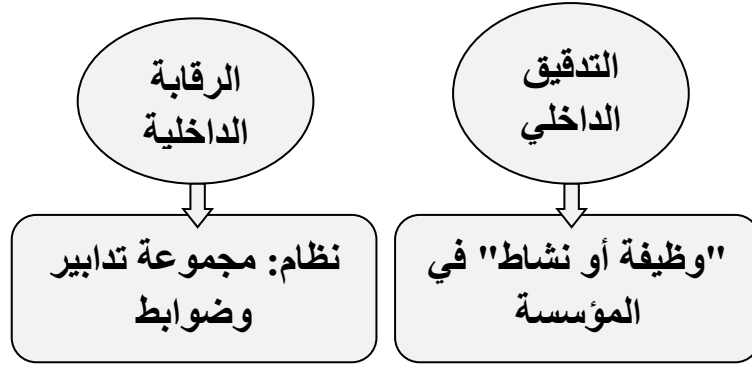 التدقيق
الداخلي
"وظيفة أو نشاط" في
المؤسسة
الرقابة
الداخلية
نظام: مجموعة تدابير
وضوابط